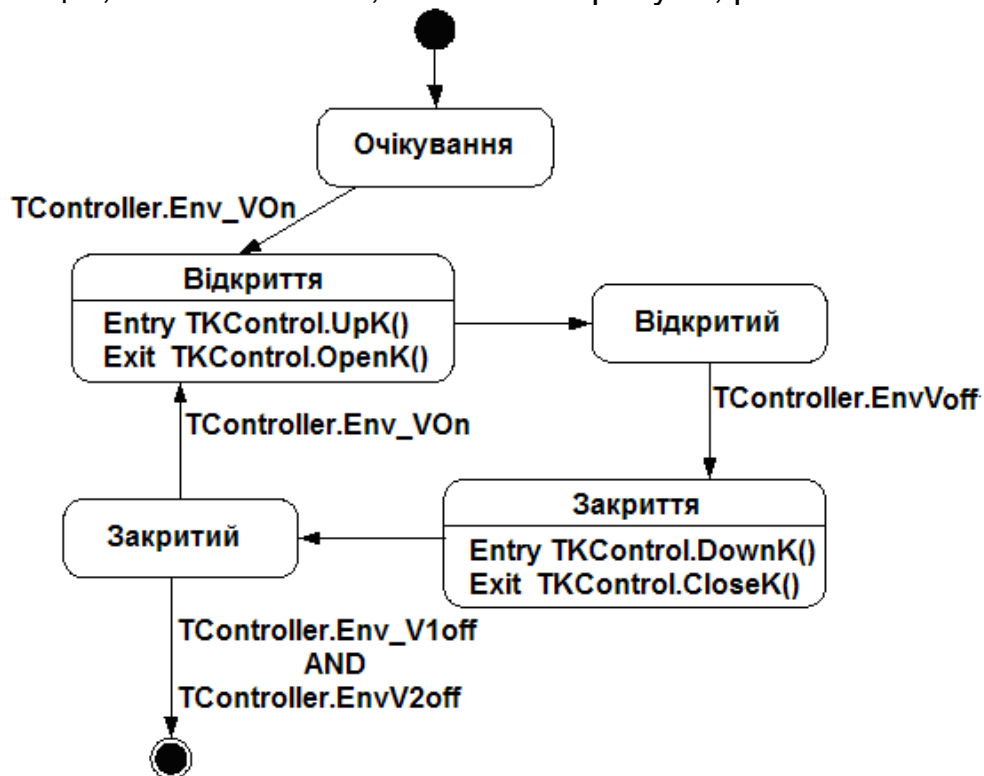 Очікування
TController.Env_VOn
Відкриття
Entry TKControl.UpK()
Exit TKControl.OpenK()
Відкритий
TController.EnvVoff
TController.Env_VOn
Закриття
Entry TKControl.DownK()
Exit TKControl.CloseK()
Закритий
TController.Env_V1off
AND
TController.EnvV2off